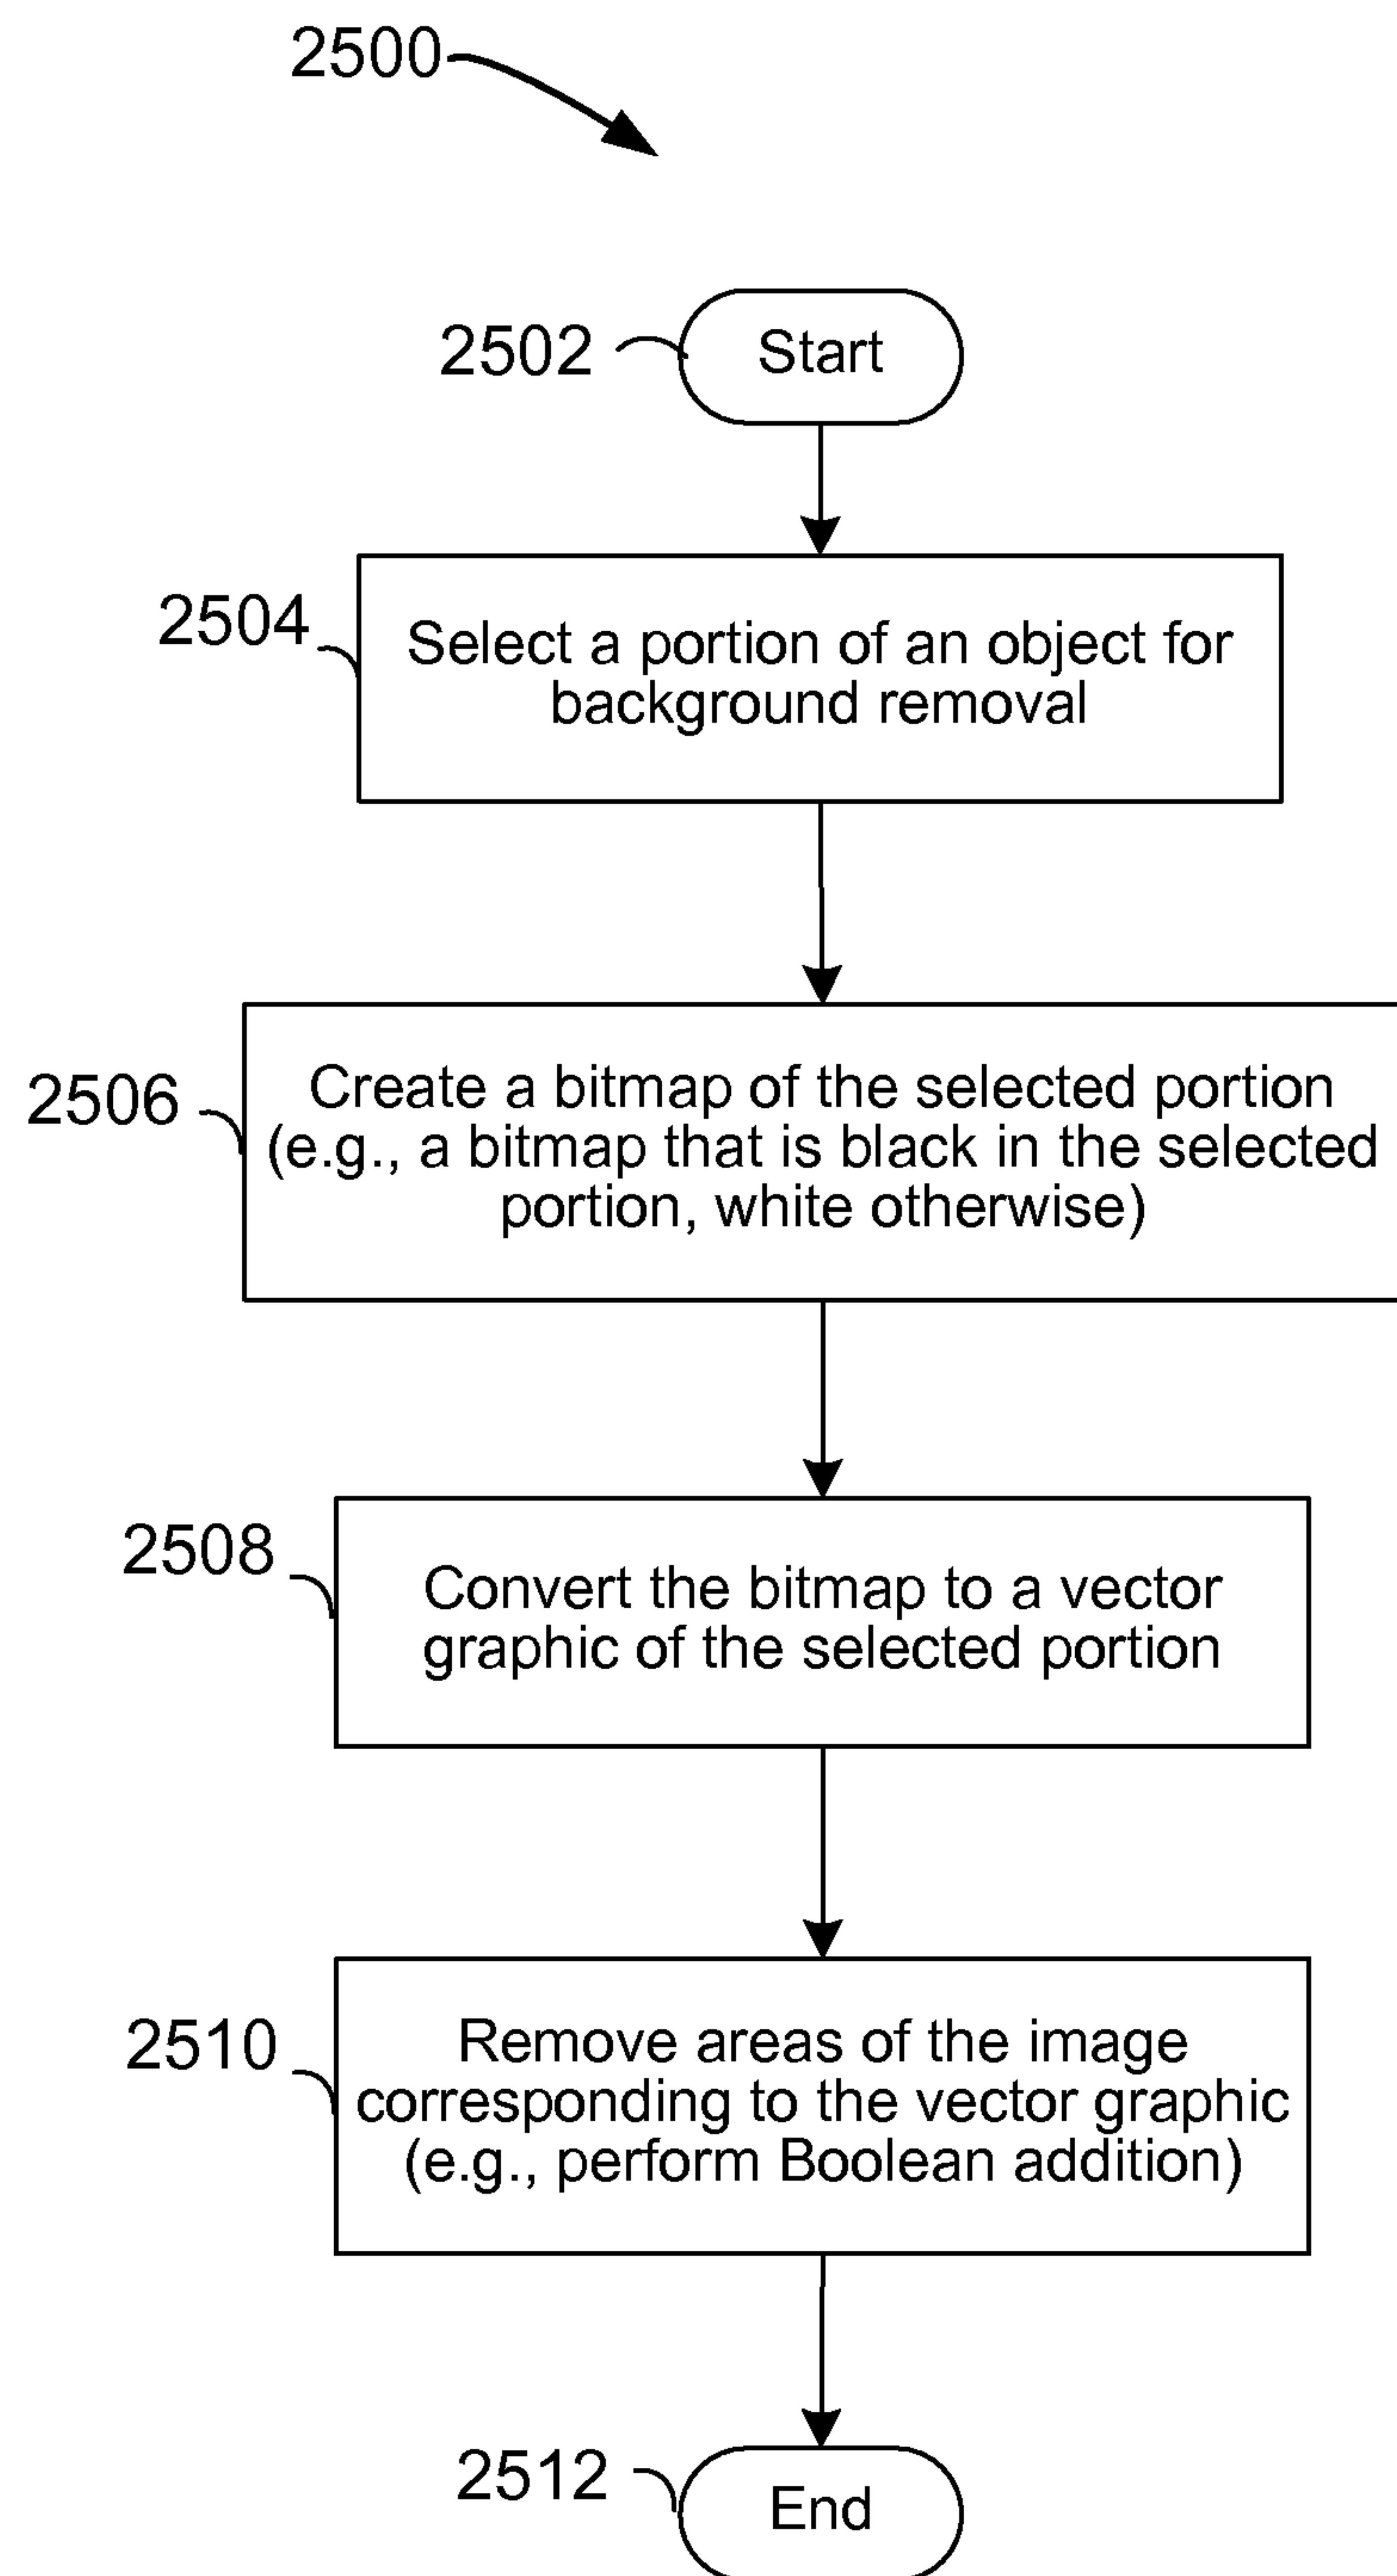 2500
2502
Start
2504
Select a portion of an object for
background removal
2506
Create a bitmap of the selected portion
(e.g., a bitmap that is black in the selected
portion, white otherwise)
2508
Convert the bitmap to a vector
graphic of the selected portion
2510
Remove areas of the image
corresponding to the vector graphic
(e.g., perform Boolean addition)
2512
End